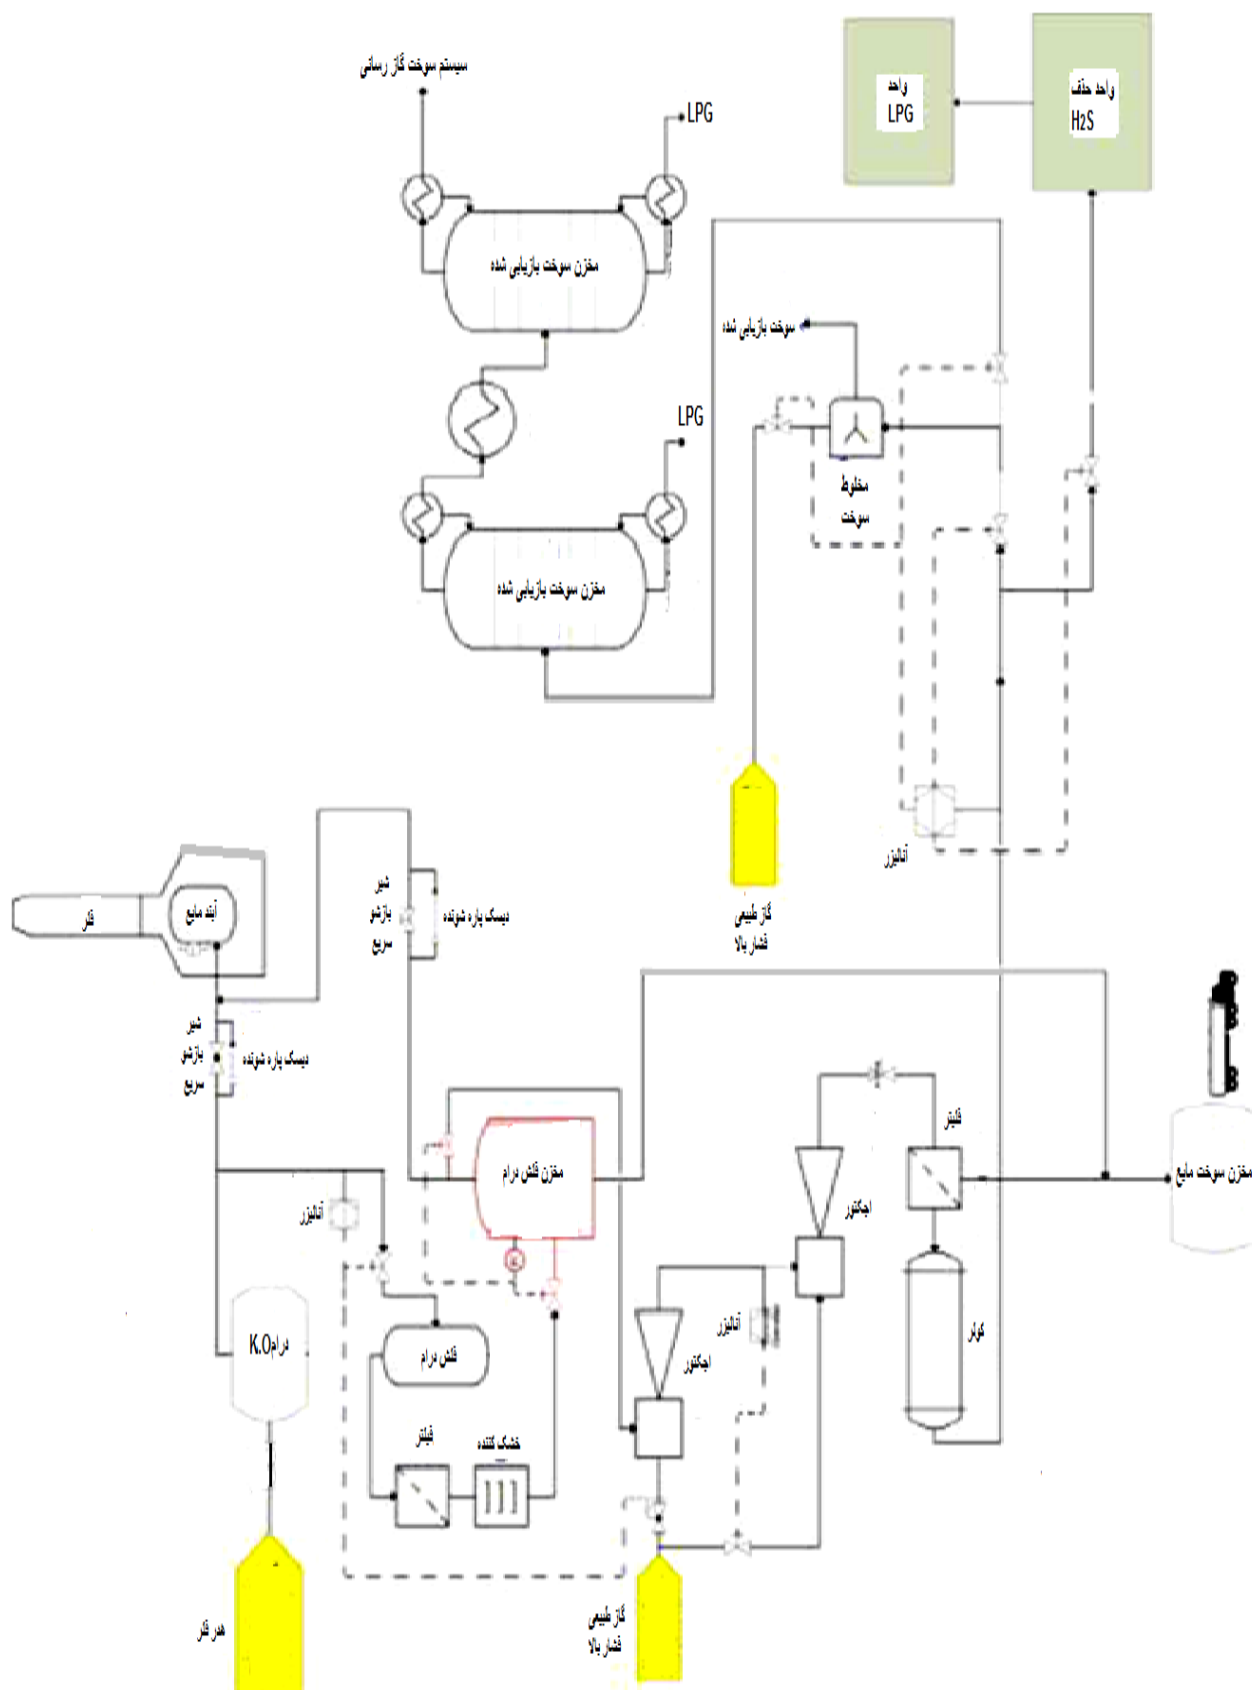 سیستم سوخت گاز رسانی
LPG
واحد
LPG
واحد حذف
H2S
مخزن سوخت بازیابی شده
سوخت بازیابی شده
LPG
مخلوط
سوخت
مخزن سوخت بازیابی شده
آنالیزر
گاز طبیعی
فشار بالا
فلر
آبند مایع
شیر
بازشو
سریع
دیسک پاره شونده
شیر
بازشو
سریع
دیسک پاره شونده
مخزن فلش درام
اجکتور
فلیتر
مخزن سوخت مایع
آنالیزر
درام K.O
فلش درام
اجکتور
آنالیزر
کولر
فیلتر
خشک کننده
هدر فلر
گاز طبیعی
فشار بالا